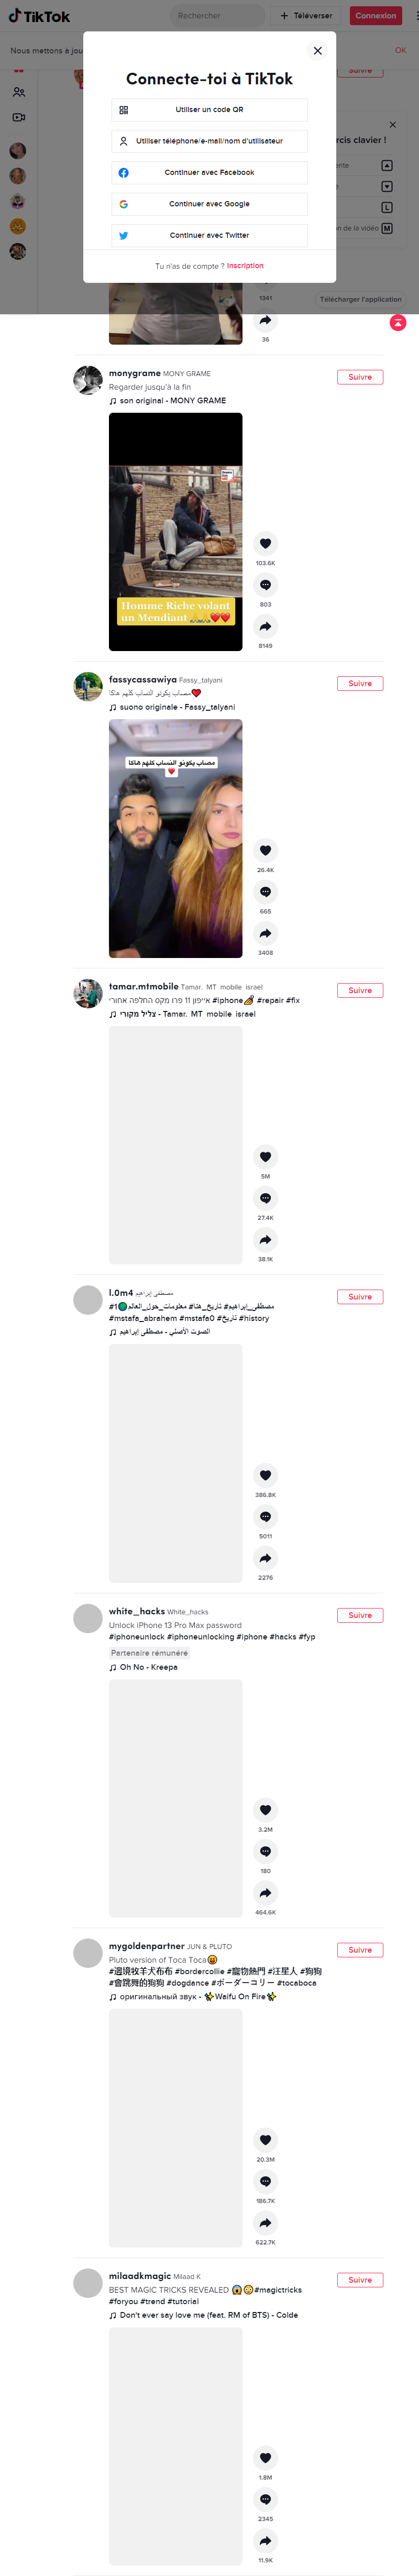 TikTok
Rechercher
Téléverser
Connexion
Nous mettons à jou
OK
Connecte-toi à TikTok
Utiliser un code QR
Utiliser téléphone/e-mail/nom d'utilisateur
Continuer avec Facebook
Continuer avec Google
Continuer avec Twitter
Tu n'as de compte ? Inscription
Suivre
rcis clavier !
ente
L
on de la vidéo
M
Télécharger l'application
1341
36
monygrame MONY GRAME
Suivre
Regarder jusqu'à la fin
son original - MONY GRAME
Homme Riche volant
un Mendiant 🙏🙏❤️❤️
103.6K
803
8149
fassycassawiya Fassy_talyani
Suivre
مصاب يكونو النساب كلهم هاكا❤️
suono originale - Fassy_talyani
مصاب يكونو النساب كلهم هاكا
❤️
26.4K
665
3408
tamar.mtmobile Tamar. MT mobile israel
Suivre
אייפון 11 פרו מקס החלפה אחורי #iphone #repair #fix
צליל מקורי - Tamar. MT mobile israel
5M
27.4K
38.1K
l.0m4 مصطفى إبراهيم
Suivre
#1🌍مصطفى_إبراهيم# تاريخ_هنا# معلومات_حول_العالم
#mstafa_abrahem #mstafa0 #تاريخ #history
الصوت الأصلي - مصطفى إبراهيم
386.8K
5011
2276
white_hacks White_hacks
Suivre
Unlock iPhone 13 Pro Max password
#iphoneunlock #iphoneunlocking #iphone #hacks #fyp
Partenaire rémunéré
Oh No - Kreepa
3.2M
180
464.6K
mygoldenpartner JUN & PLUTO
Suivre
Pluto version of Toca Toca
#邊境牧羊犬布布 #bordercollie #寵物熱門 #汪星人 #狗狗
#會跳舞的狗狗 #dogdance #ボーダーコリー #tocaboca
оригинальный звук - Waifu On Fire
20.3M
186.7K
622.7K
milaadkmagic Milaad K
Suivre
BEST MAGIC TRICKS REVEALED 😱😳#magictricks
#foryou #trend #tutorial
Don't ever say love me (feat. RM of BTS) - Colde
1.8M
2345
11.9K